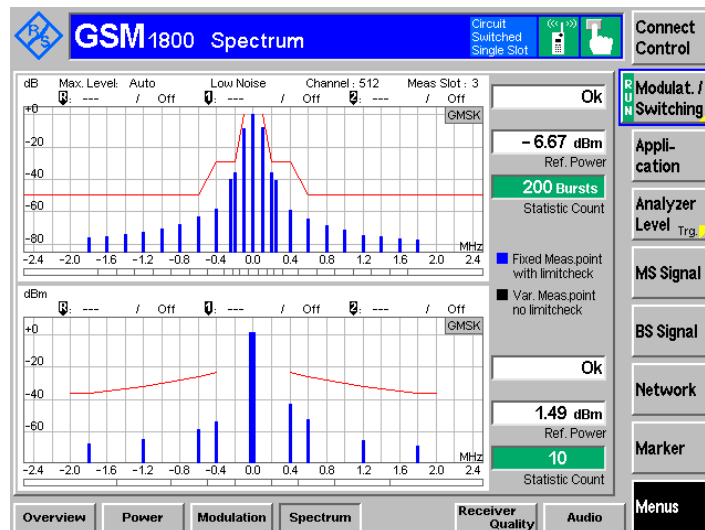 R/S GSM1800 Spectrum
Circuit Switched Single Slot
Connect Control
RUN Modulat. / Switching
Appli- cation
Analyzer Level Trg.
MS Signal
BS Signal
Network
Marker
Menus
dB Max. Level: Auto Low Noise Channel : 512 Meas Slot : 3
R: --- / Off 1: --- / Off 2: --- / Off
GMSK
+0
-20
-40
-60
-80
MHz
-2.4 -2.0 -1.6 -1.2 -0.8 -0.4 0.0 0.4 0.8 1.2 1.6 2.0 2.4
Ok
– 6.67 dBm
Ref. Power
200 Bursts
Statistic Count
Fixed Meas.point
with limitcheck
Var. Meas.point
no limitcheck
dBm
R: --- / Off 1: --- / Off 2: --- / Off
GMSK
+0
-20
-40
-60
MHz
-2.4 -2.0 -1.6 -1.2 -0.8 -0.4 0.0 0.4 0.8 1.2 1.6 2.0 2.4
Ok
1.49 dBm
Ref. Power
10
Statistic Count
Overview Power Modulation Spectrum Receiver Quality Audio